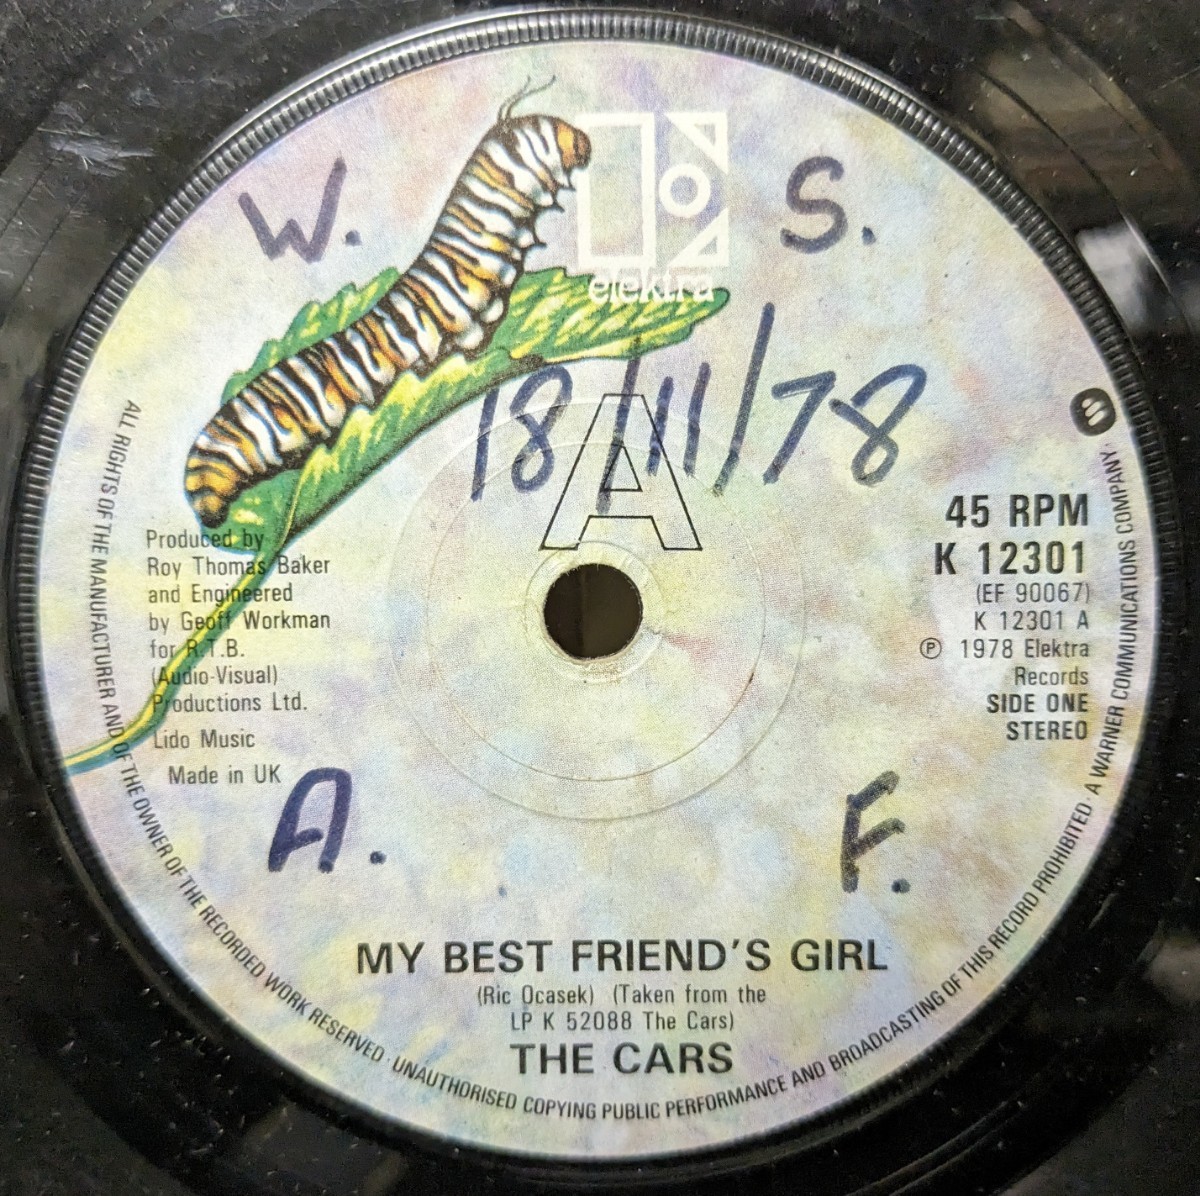 W.
S.
elektra
18/11/78
A
45 RPM
K 12301
(EF 90067)
K 12301 A
℗ 1978 Elektra
Records
SIDE ONE
STEREO
Produced by
Roy Thomas Baker
and Engineered
by Geoff Workman
for R.T.B.
(Audio-Visual)
Productions Ltd.
Lido Music
Made in UK
A.
F.
MY BEST FRIEND'S GIRL
(Ric Ocasek) (Taken from the
LP K 52088 The Cars)
THE CARS
ALL RIGHTS OF THE MANUFACTURER AND OF THE OWNER OF THE RECORDED WORK RESERVED · UNAUTHORISED COPYING PUBLIC PERFORMANCE AND BROADCASTING OF THIS RECORD PROHIBITED · A WARNER COMMUNICATIONS COMPANY ·